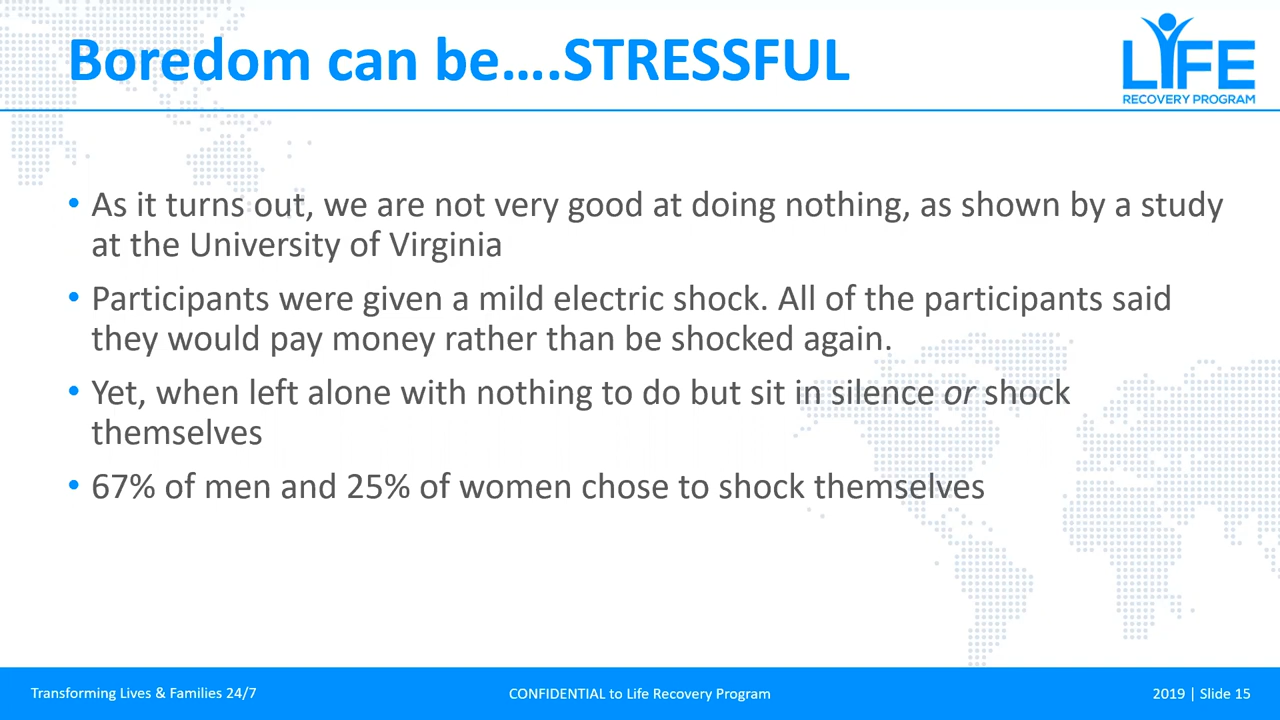 Boredom can be....STRESSFUL
LIFE
RECOVERY PROGRAM
• As it turns out, we are not very good at doing nothing, as shown by a study
at the University of Virginia
• Participants were given a mild electric shock. All of the participants said
they would pay money rather than be shocked again.
• Yet, when left alone with nothing to do but sit in silence or shock
themselves
• 67% of men and 25% of women chose to shock themselves
Transforming Lives & Families 24/7
CONFIDENTIAL to Life Recovery Program
2019 | Slide 15